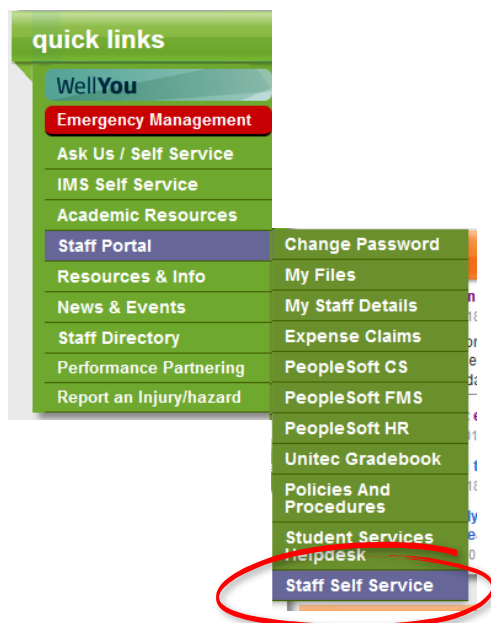 quick links
WellYou
Emergency Management
Ask Us / Self Service
IMS Self Service
Academic Resources
Staff Portal
Resources & Info
News & Events
Staff Directory
Performance Partnering
Report an Injury/hazard
Change Password
My Files
My Staff Details
Expense Claims
PeopleSoft CS
PeopleSoft FMS
PeopleSoft HR
Unitec Gradebook
Policies And
Procedures
Student Services
Helpdesk
Staff Self Service